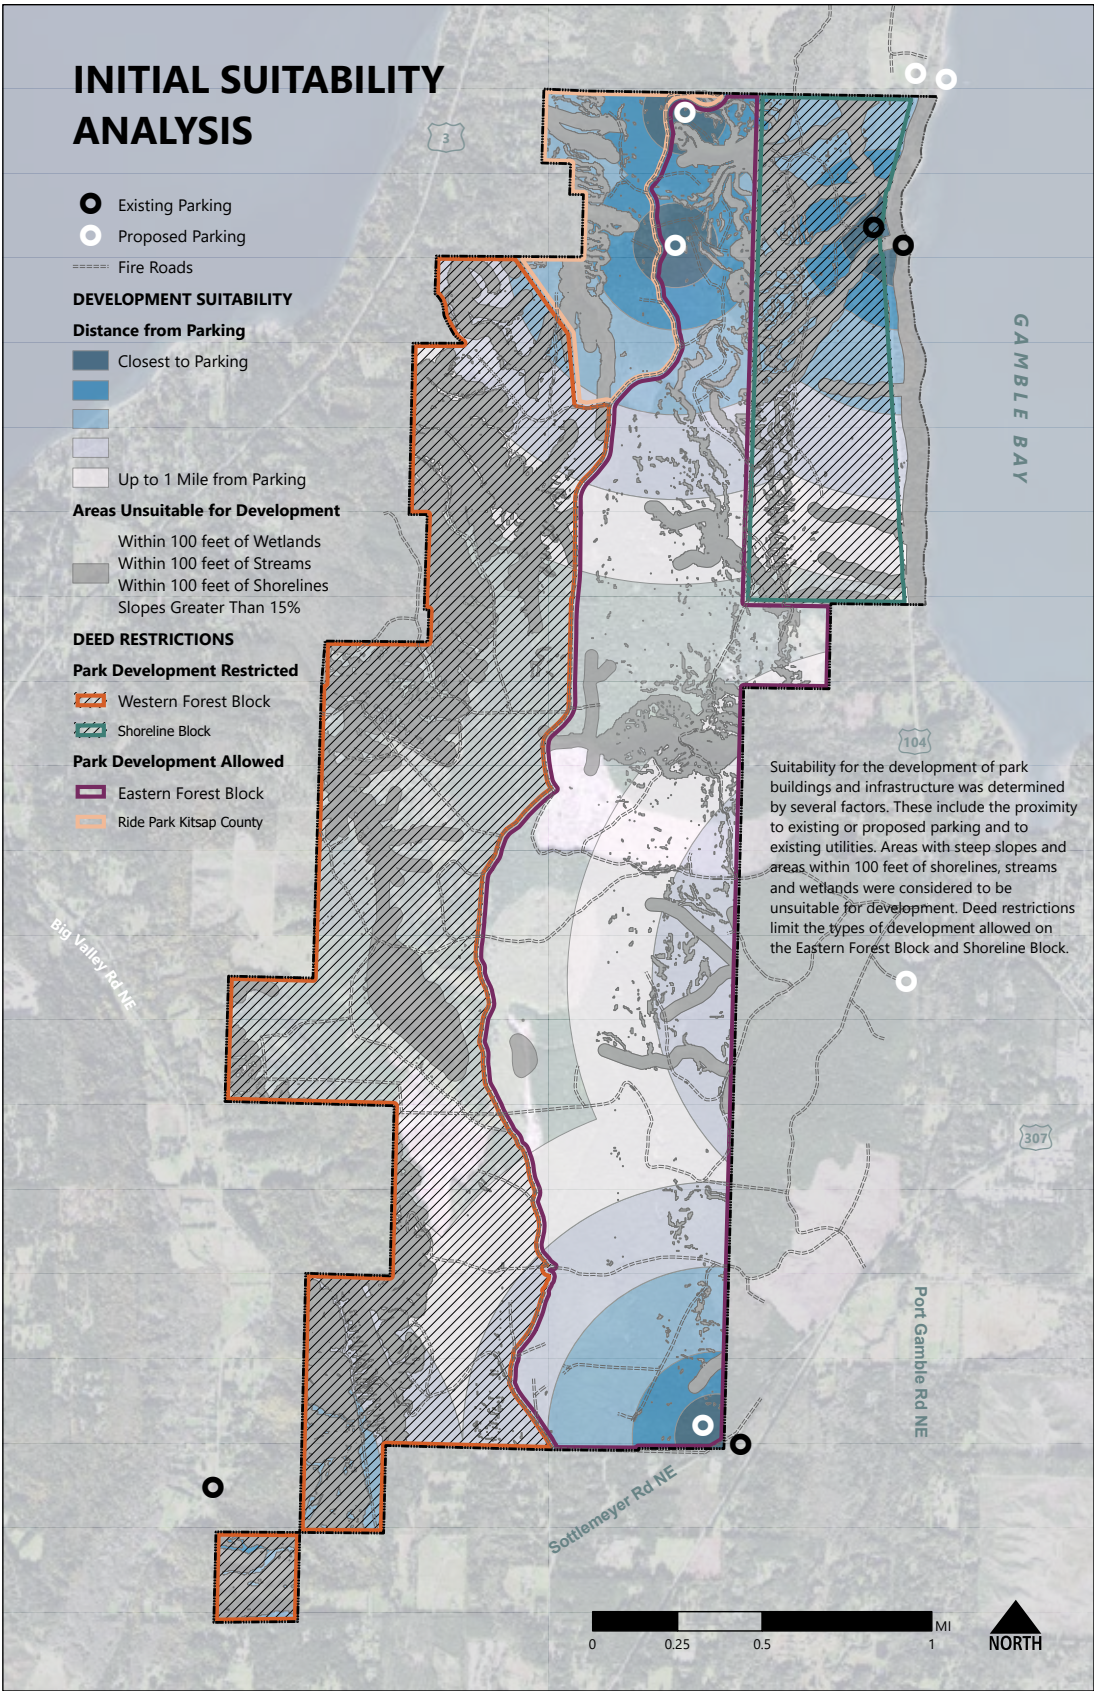 INITIAL SUITABILITY
ANALYSIS
3
Existing Parking
Proposed Parking
Fire Roads
DEVELOPMENT SUITABILITY
Distance from Parking
Closest to Parking
Up to 1 Mile from Parking
Areas Unsuitable for Development
Within 100 feet of Wetlands
Within 100 feet of Streams
Within 100 feet of Shorelines
Slopes Greater Than 15%
DEED RESTRICTIONS
Park Development Restricted
Western Forest Block
Shoreline Block
Park Development Allowed
Eastern Forest Block
Ride Park Kitsap County
GAMBLE BAY
104
Suitability for the development of park
buildings and infrastructure was determined
by several factors. These include the proximity
to existing or proposed parking and to
existing utilities. Areas with steep slopes and
areas within 100 feet of shorelines, streams
and wetlands were considered to be
unsuitable for development. Deed restrictions
limit the types of development allowed on
the Eastern Forest Block and Shoreline Block.
Big Valley Rd NE
307
Port Gamble Rd NE
Sottlemeyer Rd NE
MI
0 0.25 0.5 1
NORTH